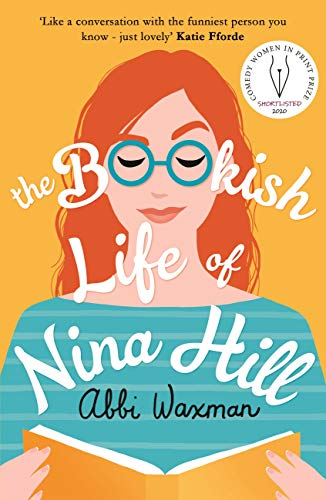 'Like a conversation with the funniest person you
know - just lovely' Katie Fforde
COMEDY WOMEN IN PRINT PRIZE
SHORTLISTED
2020
the Bookish
Life of
Nina Hill
Abbi Waxman